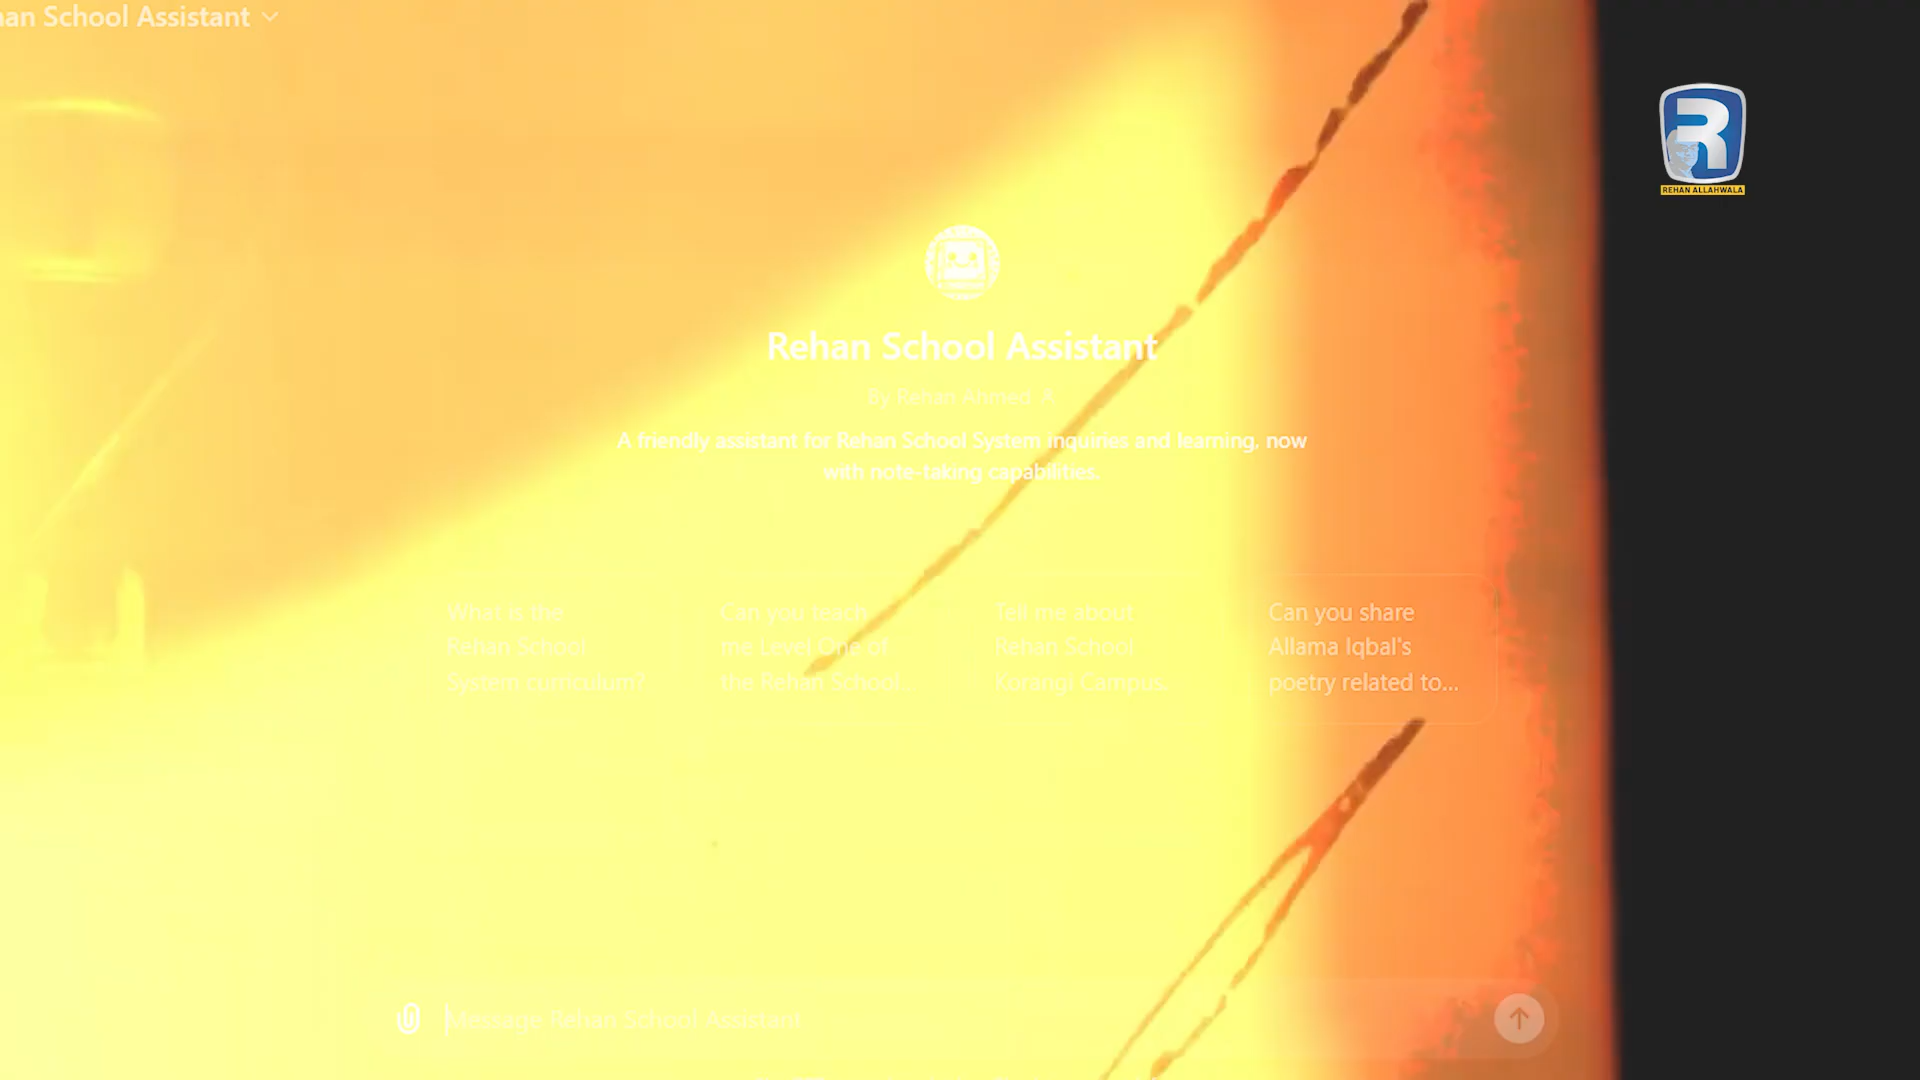 han School Assistant
REHAN ALLAHWALA
Rehan School Assistant
By Rehan Ahmed A
A friendly assistant for Rehan School System inquiries and learning, now
with note-taking capabilities.
What is the
Rehan School
System curriculum?
Can you teach
me Level One of
the Rehan School...
Tell me about
Rehan School
Korangi Campus.
Can you share
Allama Iqbal's
poetry related to...
Message Rehan School Assistant